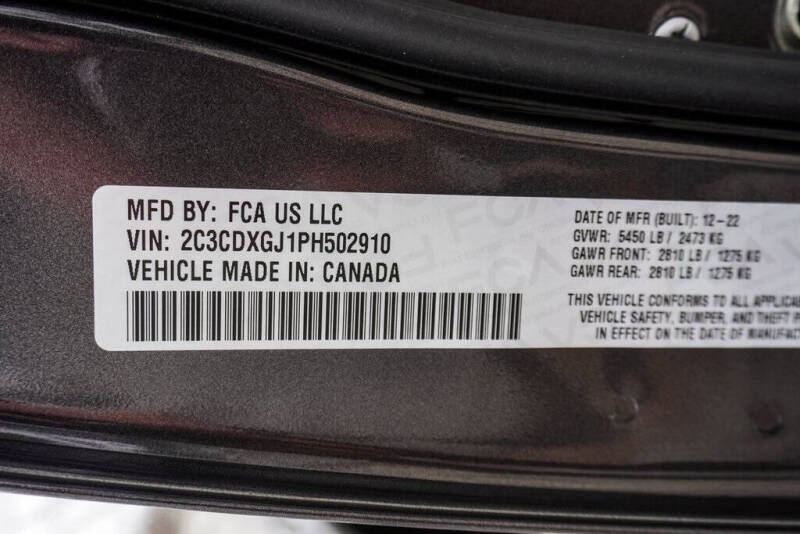 MFD BY: FCA US LLC
VIN: 2C3CDXGJ1PH502910
VEHICLE MADE IN: CANADA
DATE OF MFR (BUILT): 12-22
GVWR: 5450 LB / 2473 KG
GAWR FRONT: 2810 LB / 1275 KG
GAWR REAR: 2810 LB / 1275 KG
THIS VEHICLE CONFORMS TO ALL
VEHICLE SAFETY, BUMPER, AND THEFT
IN EFFECT ON THE DATE OF